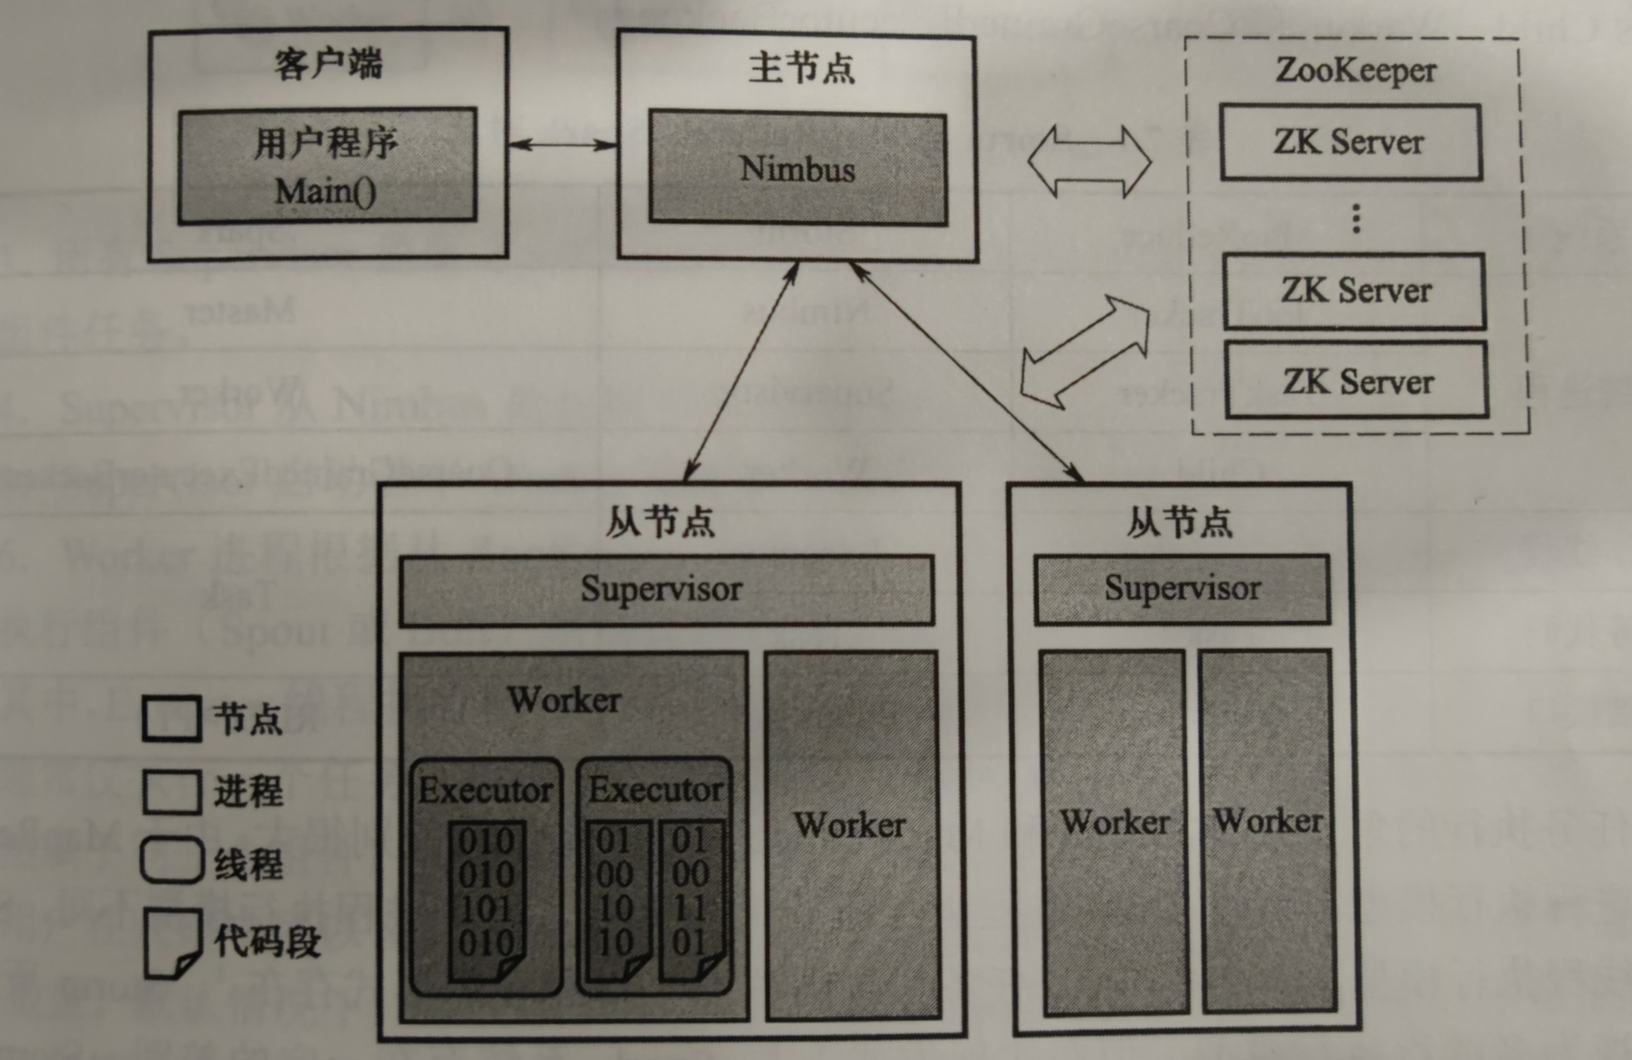 客户端
用户程序
Main()
主节点
Nimbus
ZooKeeper
ZK Server
ZK Server
ZK Server
从节点
Supervisor
Worker
Executor
010
010
101
010
Executor
01
00
10
10
01
00
11
01
Worker
从节点
Supervisor
Worker
Worker
节点
进程
线程
代码段